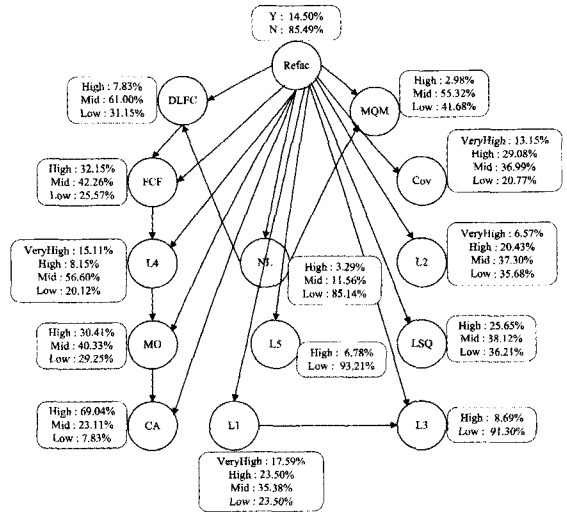 Y : 14.50%
N : 85.49%
Refac
High : 7.83%
Mid : 61.00%
Low : 31.15%
DLFC
MQM
High : 2.98%
Mid : 55.32%
Low : 41.68%
High : 32.15%
Mid : 42.26%
Low : 25.57%
FCF
Cov
VeryHigh : 13.15%
High : 29.08%
Mid : 36.99%
Low : 20.77%
VeryHigh : 15.11%
High : 8.15%
Mid : 56.60%
Low : 20.12%
L4
NL
High : 3.29%
Mid : 11.56%
Low : 85.14%
L2
VeryHigh : 6.57%
High : 20.43%
Mid : 37.30%
Low : 35.68%
High : 30.41%
Mid : 40.33%
Low : 29.25%
MO
L5
High : 6.78%
Low : 93.21%
LSQ
High : 25.65%
Mid : 38.12%
Low : 36.21%
High : 69.04%
Mid : 23.11%
Low : 7.83%
CA
L1
VeryHigh : 17.59%
High : 23.50%
Mid : 35.38%
Low : 23.50%
L3
High : 8.69%
Low : 91.30%